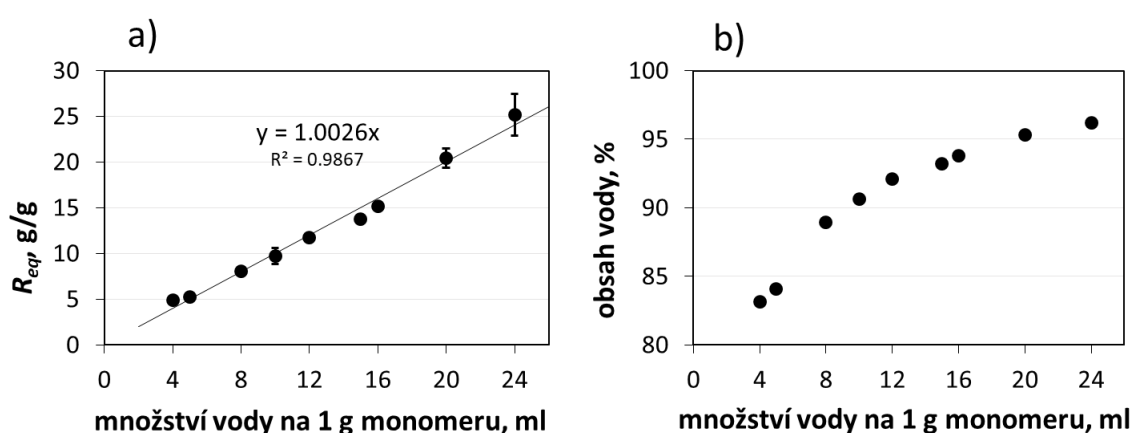 a)
30
25
20
15
10
5
0
y = 1.0026x
R² = 0.9867
R_eq, g/g
0 4 8 12 16 20 24
množství vody na 1 g monomeru, ml
b)
100
95
90
85
80
obsah vody, %
0 4 8 12 16 20 24
množství vody na 1 g monomeru, ml